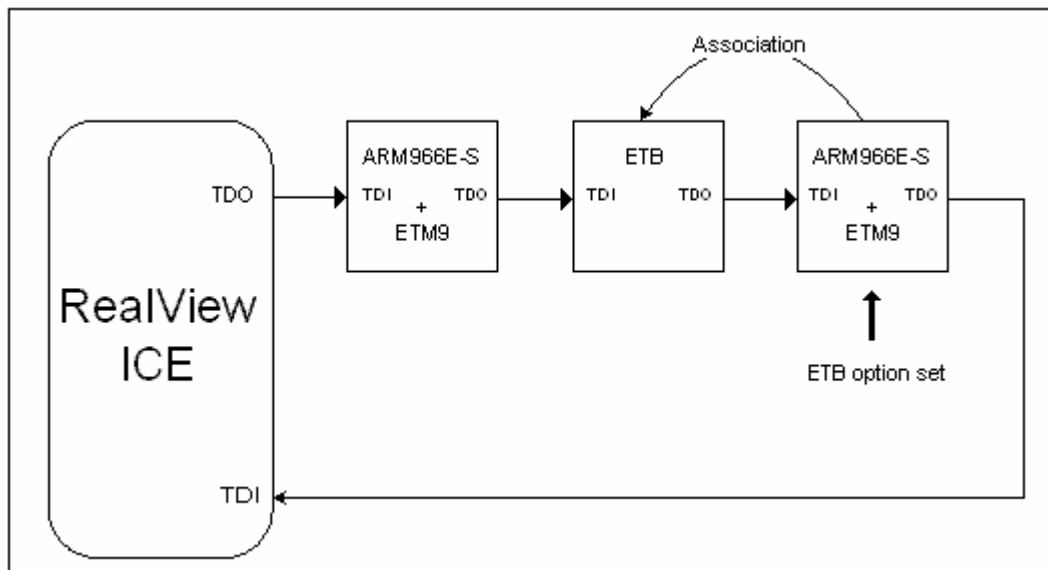 Association
ARM966E-S
TDI TDO
+
ETM9
ETB
TDI TDO
ARM966E-S
TDI TDO
+
ETM9
TDO
RealView
ICE
TDI
ETB option set